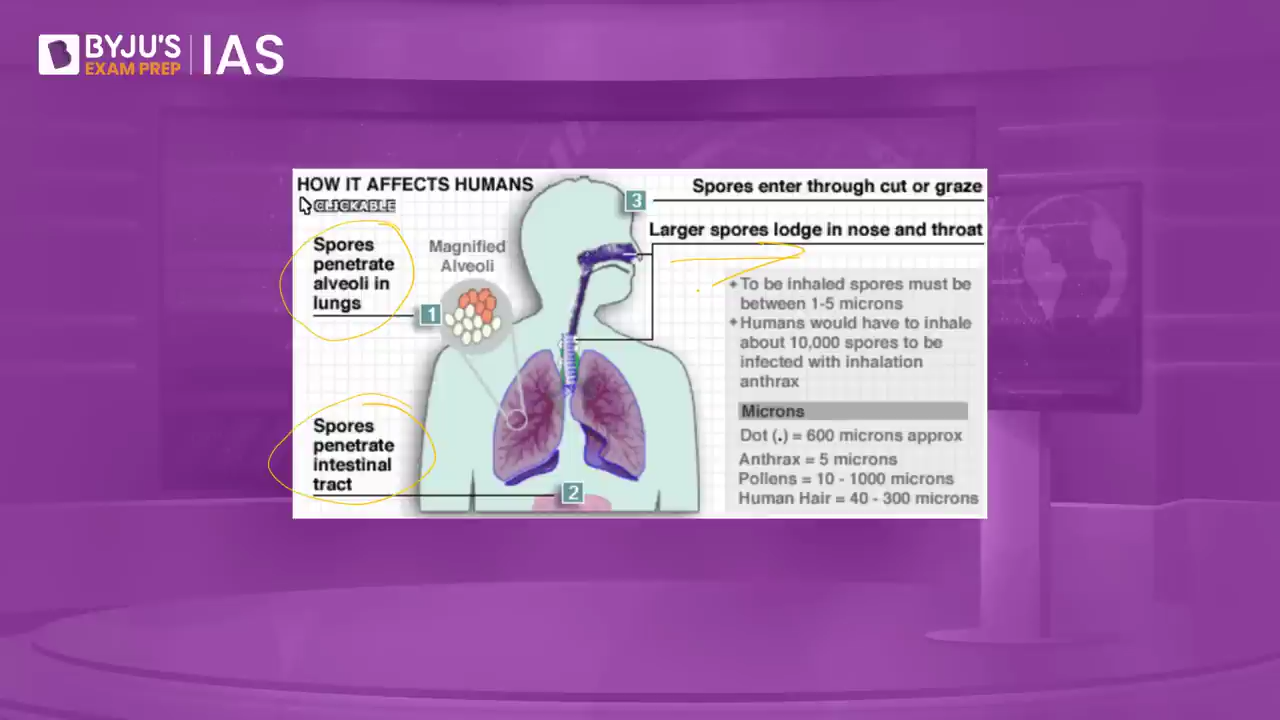 BYJU'S
EXAM PREP
IAS
HOW IT AFFECTS HUMANS
CLICKABLE
Spores
penetrate
alveoli in
lungs
Magnified
Alveoli
1
Spores
penetrate
intestinal
tract
2
3
Spores enter through cut or graze
Larger spores lodge in nose and throat
To be inhaled spores must be
between 1-5 microns
Humans would have to inhale
about 10,000 spores to be
infected with inhalation
anthrax
Microns
Dot (.) = 600 microns approx
Anthrax = 5 microns
Pollens = 10 - 1000 microns
Human Hair = 40 - 300 microns